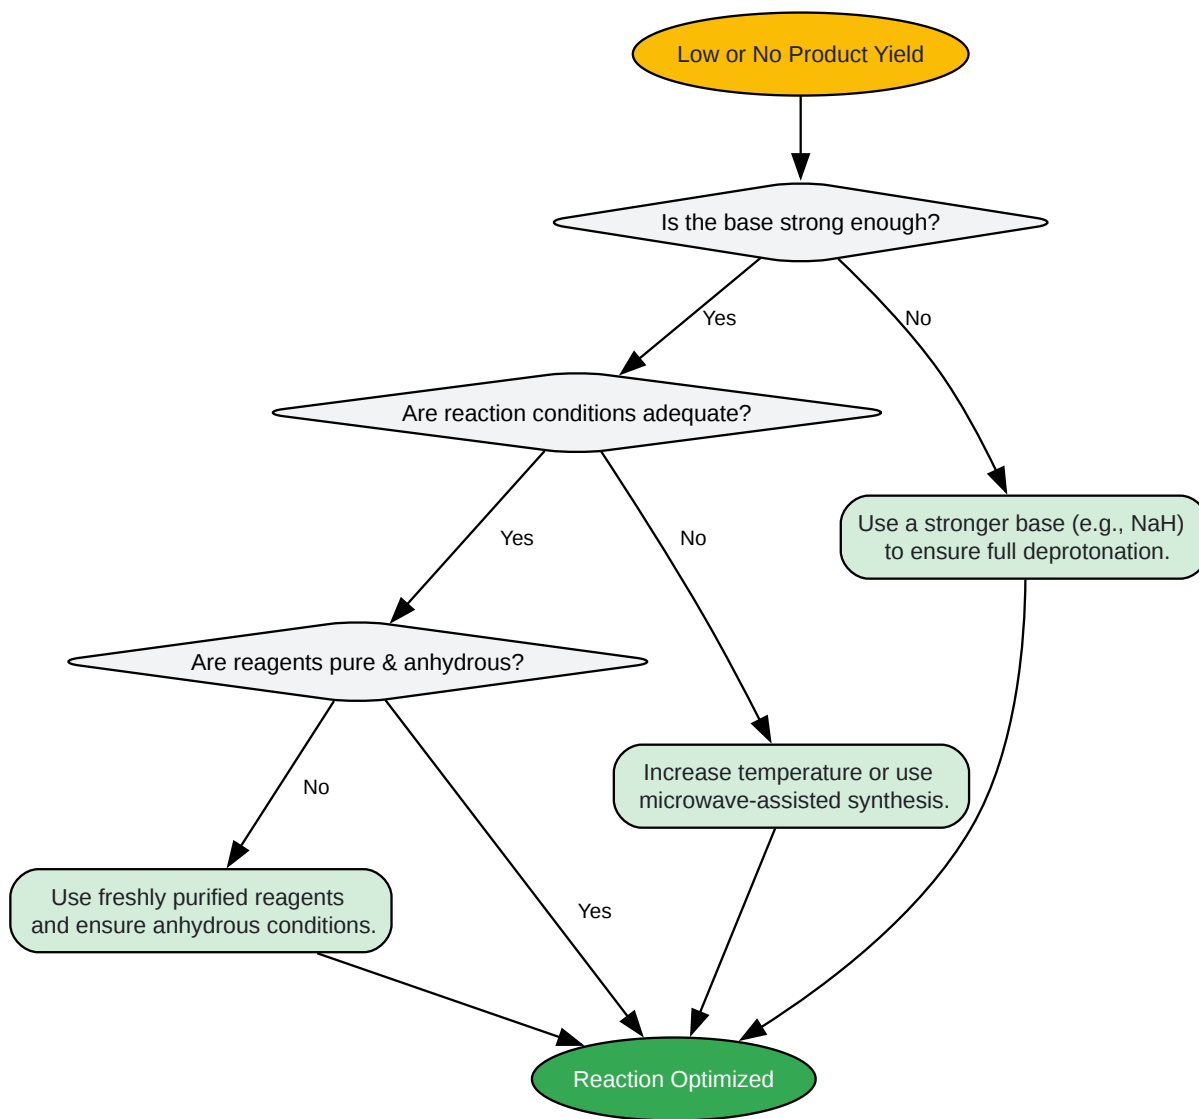 Low or No Product Yield
Is the base strong enough?
Yes
No
Are reaction conditions adequate?
Use a stronger base (e.g., NaH)
to ensure full deprotonation.
Yes
No
Are reagents pure & anhydrous?
Increase temperature or use
microwave-assisted synthesis.
No
Use freshly purified reagents
and ensure anhydrous conditions.
Yes
Reaction Optimized